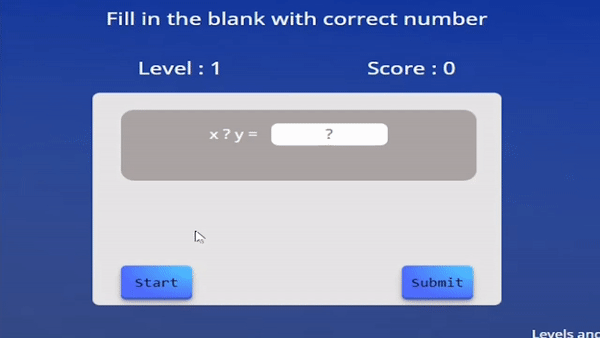 Fill in the blank with correct number
Level : 1
Score : 0
x ? y =
?
Start
Submit
Levels and